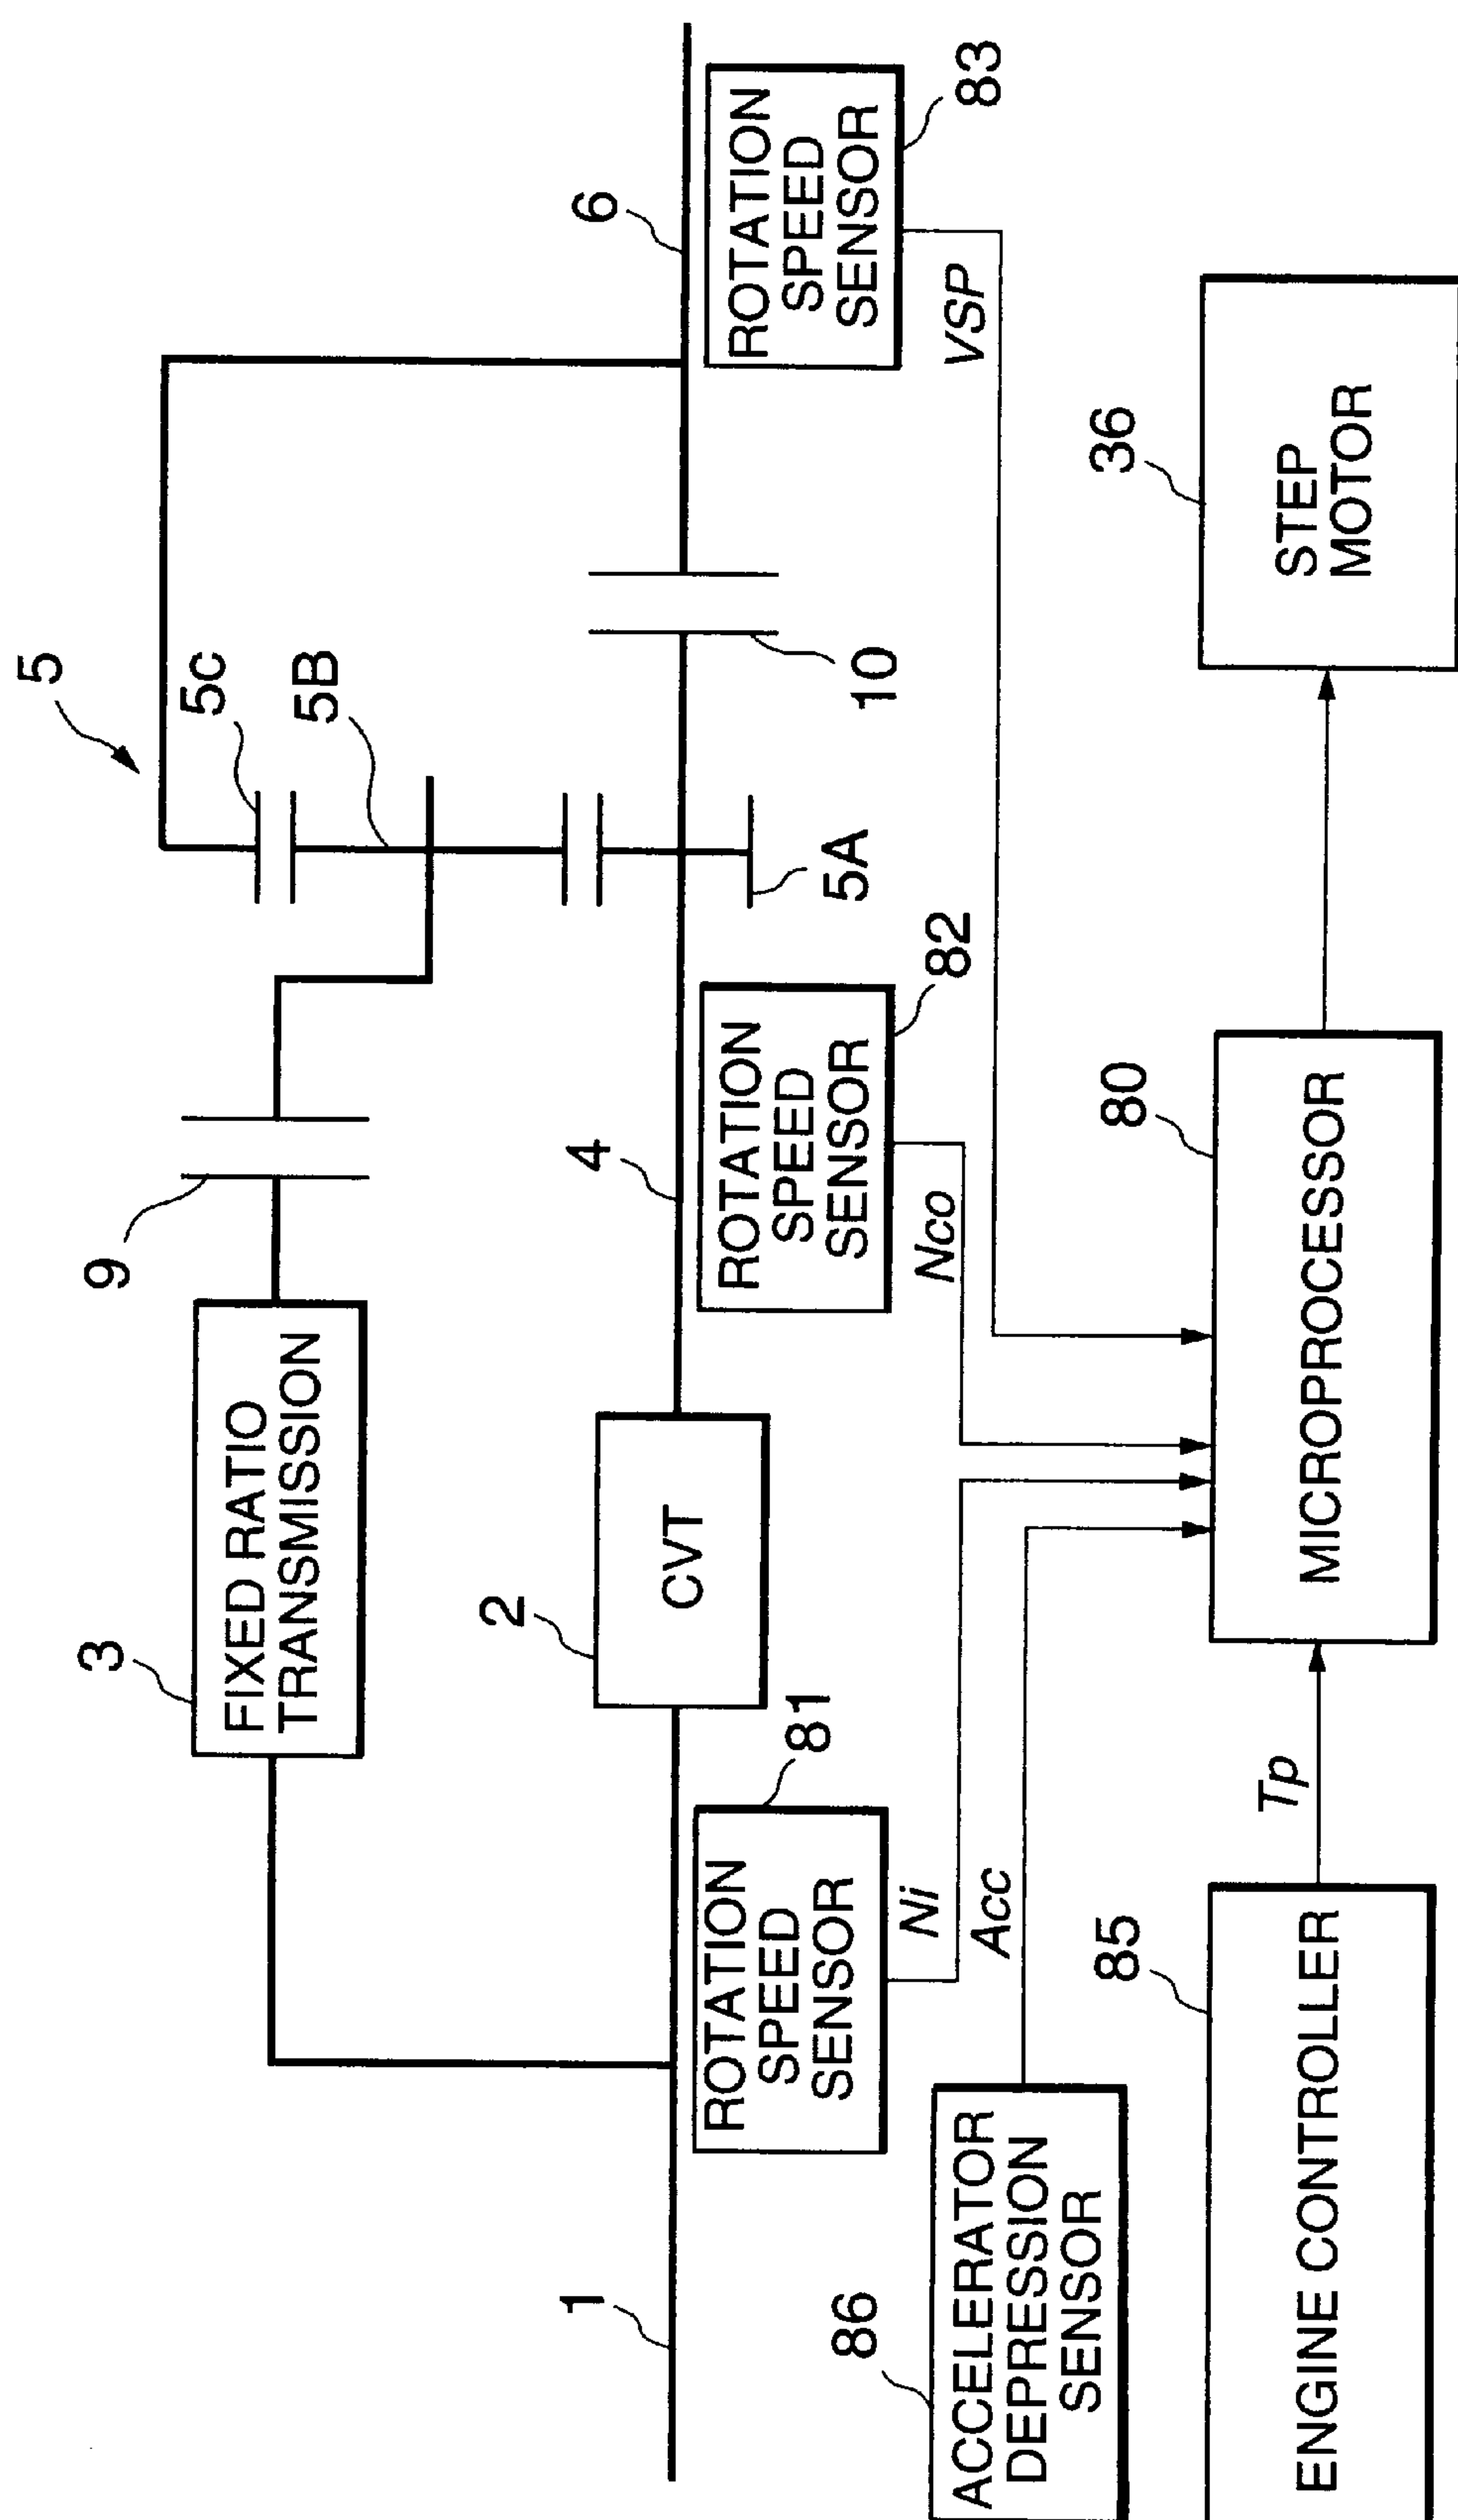 5
5C
5B
9
3
FIXED RATIO
TRANSMISSION
6
4
2
CVT
1
10
5A
ROTATION
SPEED
SENSOR
81
ROTATION
SPEED
SENSOR
82
ROTATION
SPEED
SENSOR
83
Ni
Nco
VSP
Acc
86
ACCELERATOR
DEPRESSION
SENSOR
85
ENGINE CONTROLLER
Tp
80
MICROPROCESSOR
36
STEP
MOTOR